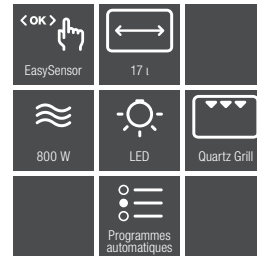 <OK>
EasySensor
17 l
800 W
LED
Quartz Grill
Programmes
automatiques